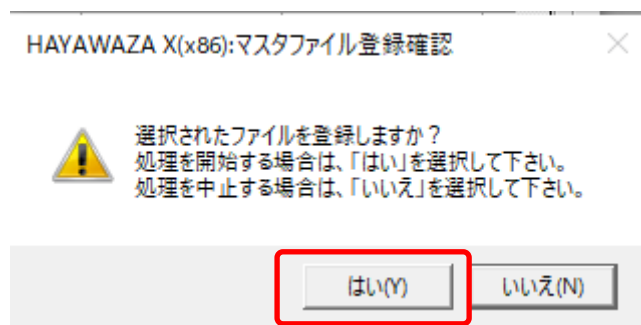 HAYAWAZA X(x86):マスタファイル登録確認
選択されたファイルを登録しますか？
処理を開始する場合は、「はい」を選択して下さい。
処理を中止する場合は、「いいえ」を選択して下さい。
はい(Y)
いいえ(N)